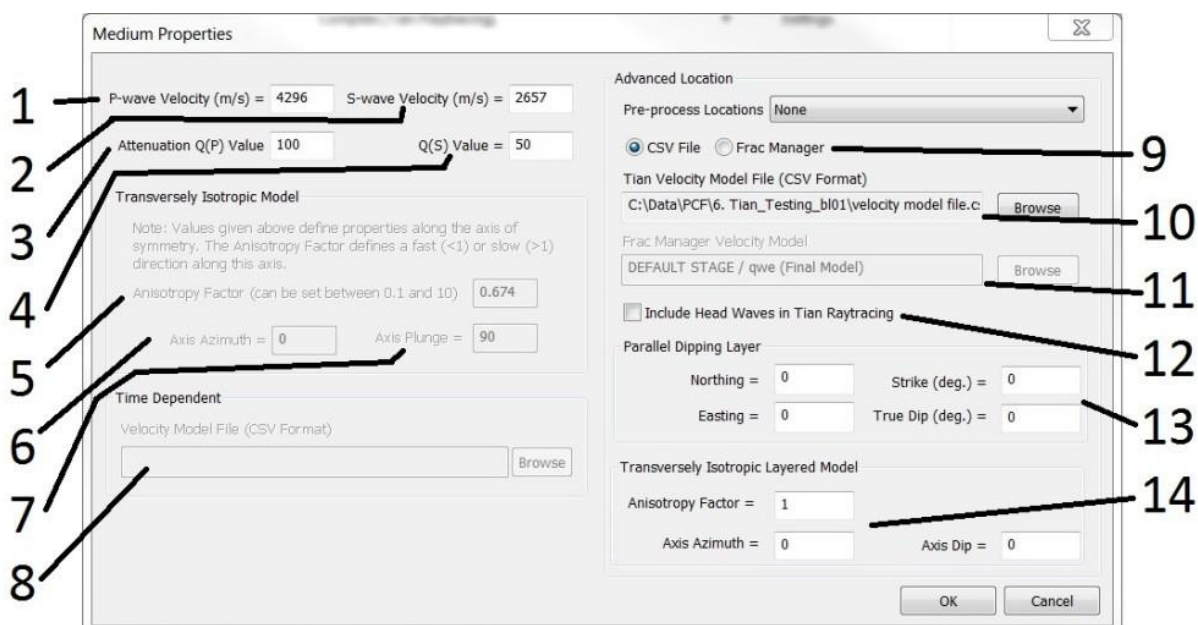 Complex (Tian Raytracing) Settings
Medium Properties
1
P-wave Velocity (m/s) = 4296
S-wave Velocity (m/s) = 2657
2
Attenuation Q(P) Value 100
Q(S) Value = 50
3
Transversely Isotropic Model
Note: Values given above define properties along the axis of
symmetry. The Anisotropy Factor defines a fast (<1) or slow (>1)
direction along this axis.
4
Anisotropy Factor (can be set between 0.1 and 10) 0.674
5
Axis Azimuth = 0
Axis Plunge = 90
6
Time Dependent
Velocity Model File (CSV Format)
7
Browse
8
Advanced Location
Pre-process Locations None
CSV File Frac Manager
9
Tian Velocity Model File (CSV Format)
C:\Data\PCF\6. Tian_Testing_bl01\velocity model file.c Browse
10
Frac Manager Velocity Model
DEFAULT STAGE / qwe (Final Model) Browse
11
Include Head Waves in Tian Raytracing
12
Parallel Dipping Layer
Northing = 0
Strike (deg.) = 0
Easting = 0
True Dip (deg.) = 0
13
Transversely Isotropic Layered Model
Anisotropy Factor = 1
14
Axis Azimuth = 0
Axis Dip = 0
OK Cancel